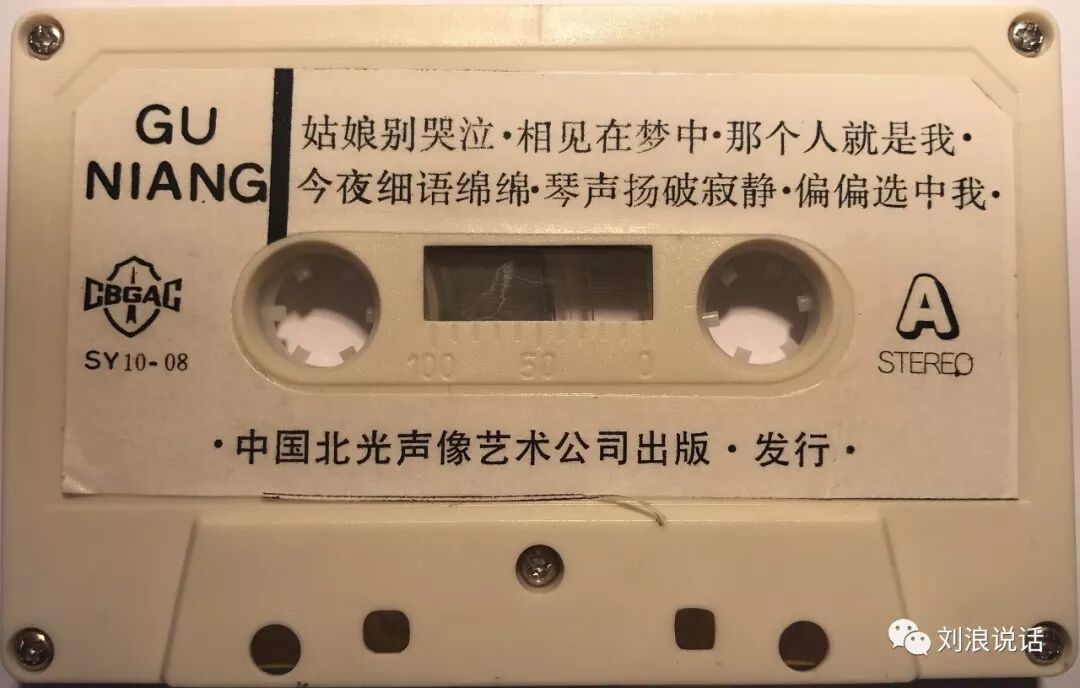 GU
NIANG
姑娘别哭泣·相见在梦中·那个人就是我·
今夜细语绵绵·琴声扬破寂静·偏偏选中我·
CBGAC
SY10-08
A
STEREO
100 50 0
·中国北光声像艺术公司出版·发行·
刘浪说话